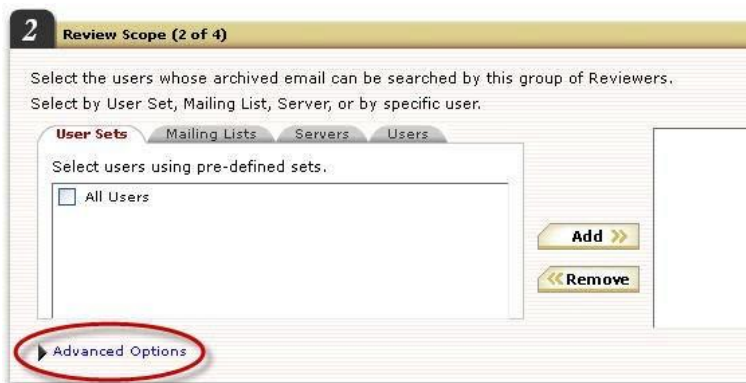 2 Review Scope (2 of 4)
Select the users whose archived email can be searched by this group of Reviewers.
Select by User Set, Mailing List, Server, or by specific user.
User Sets Mailing Lists Servers Users
Select users using pre-defined sets.
All Users
Add >>
<< Remove
Advanced Options